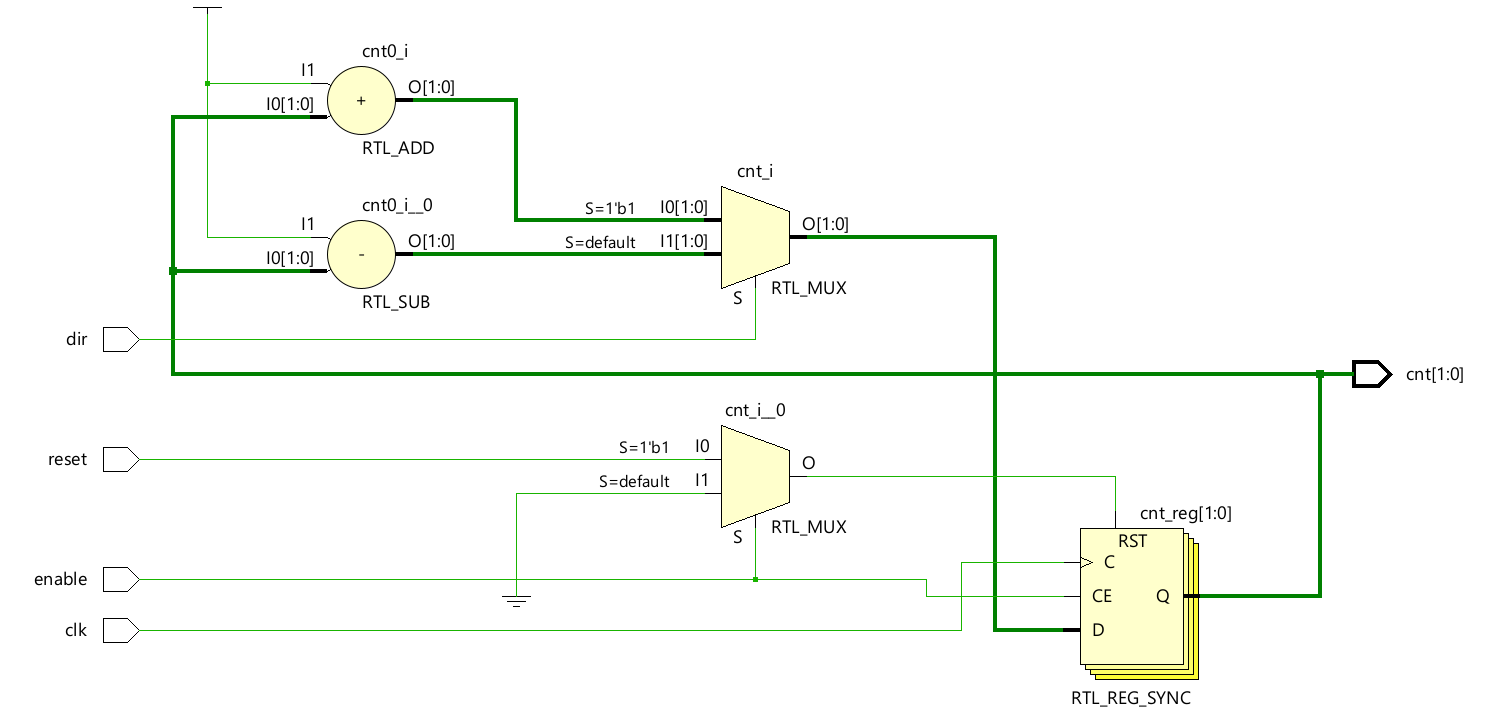 cnt0_i
I1
O[1:0]
I0[1:0]
+
RTL_ADD
cnt_i
cnt0_i__0
S=1'b1 I0[1:0]
I1
O[1:0]
O[1:0]
S=default I1[1:0]
I0[1:0]
-
RTL_MUX
S
RTL_SUB
dir
cnt[1:0]
cnt_i__0
S=1'b1 I0
reset
O
S=default I1
cnt_reg[1:0]
RTL_MUX
S
RST
C
enable
CE Q
clk
D
RTL_REG_SYNC